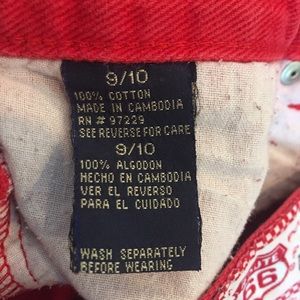 9/10
100% COTTON
MADE IN CAMBODIA
RN # 97229
SEE REVERSE FOR CARE
9/10
100% ALGODON
HECHO EN CAMBODIA
VER EL REVERSO
PARA EL CUIDADO
WASH SEPARATELY
BEFORE WEARING
66